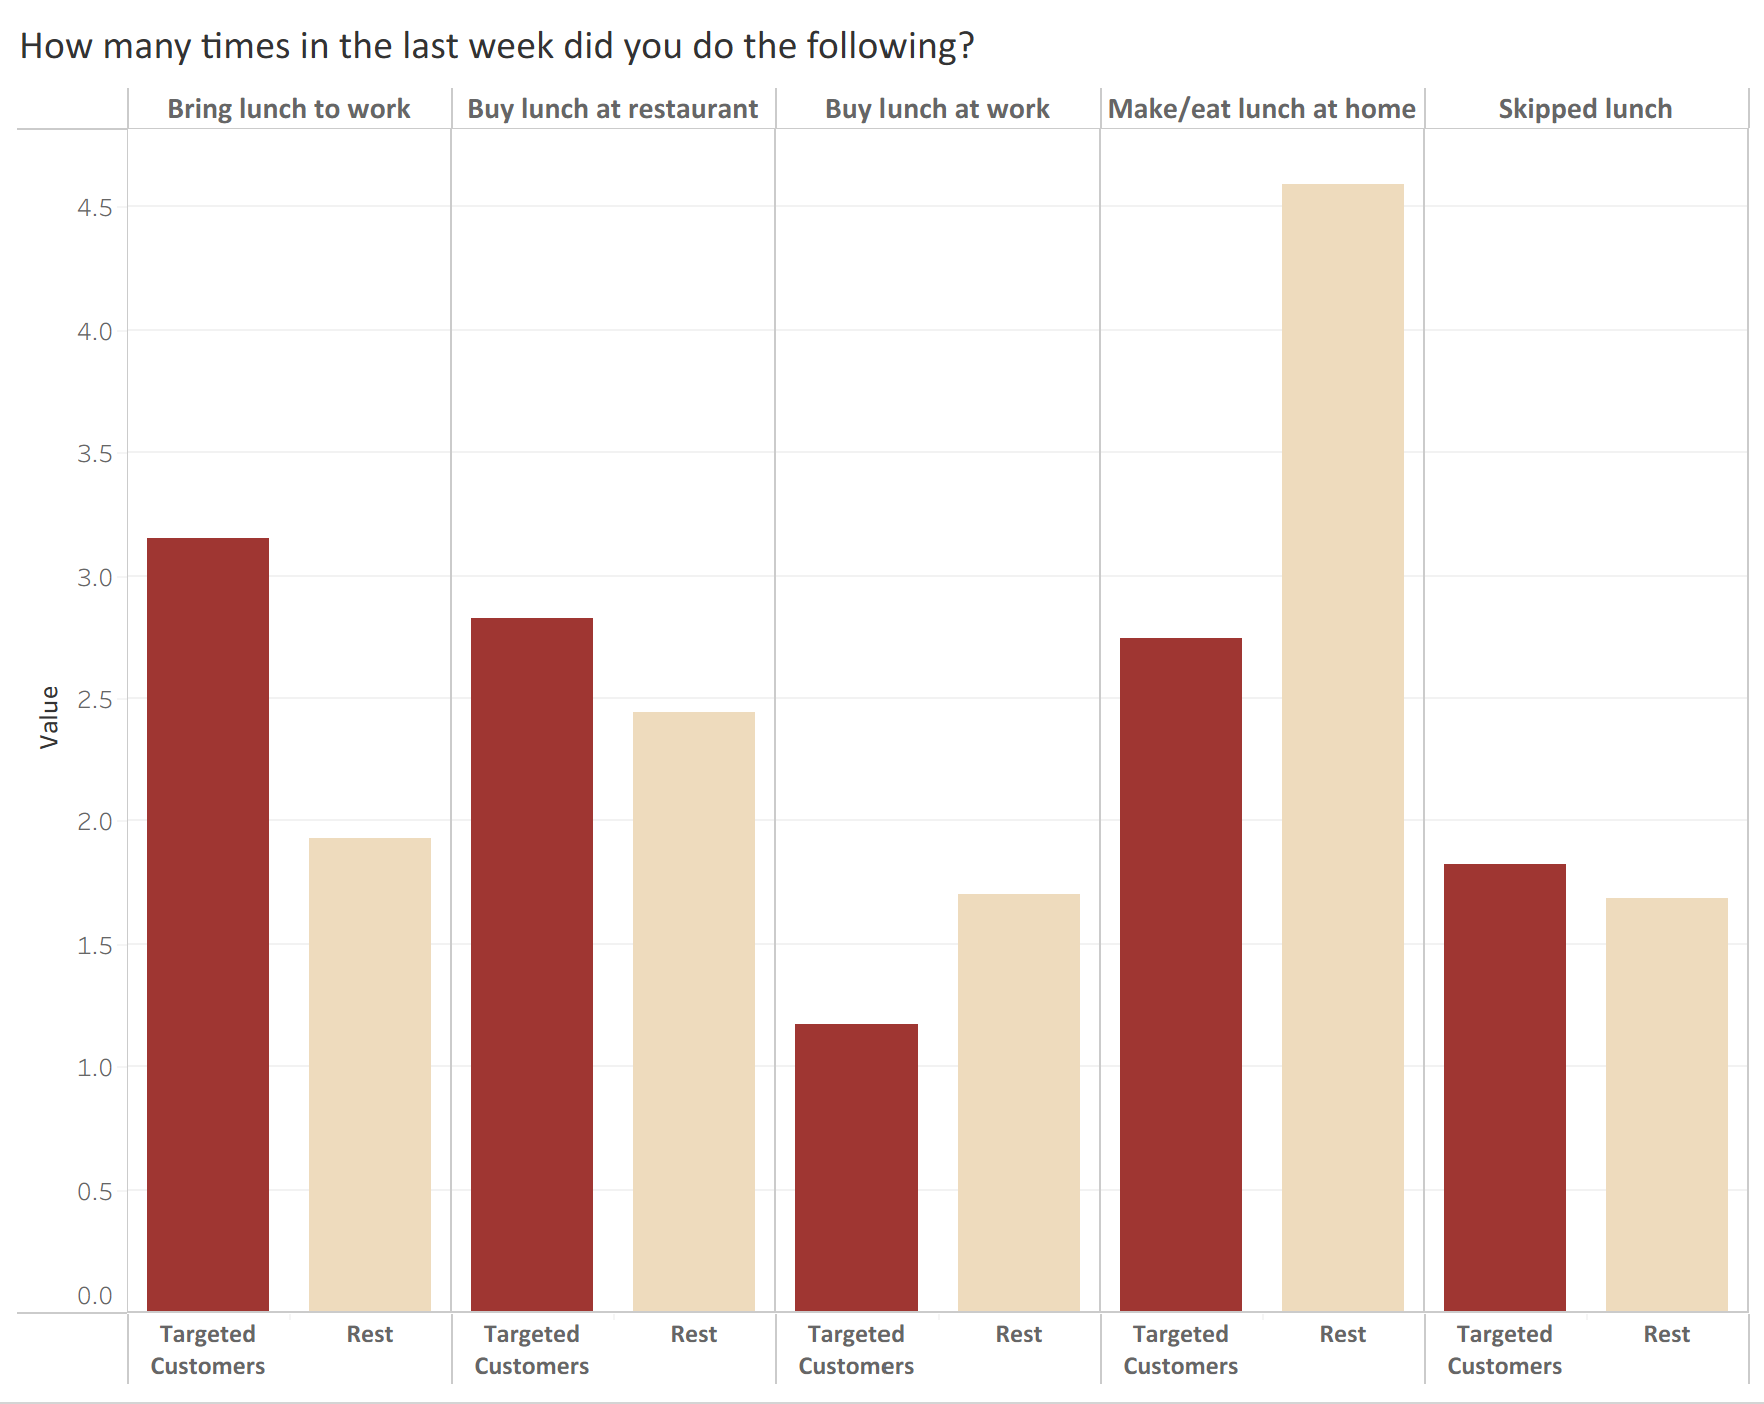 How many times in the last week did you do the following?
Bring lunch to work Buy lunch at restaurant Buy lunch at work Make/eat lunch at home Skipped lunch
4.5
4.0
3.5
3.0
2.5
2.0
1.5
1.0
0.5
0.0
Value
Targeted Rest Targeted Rest Targeted Rest Targeted Rest Targeted Rest
Customers Customers Customers Customers Customers